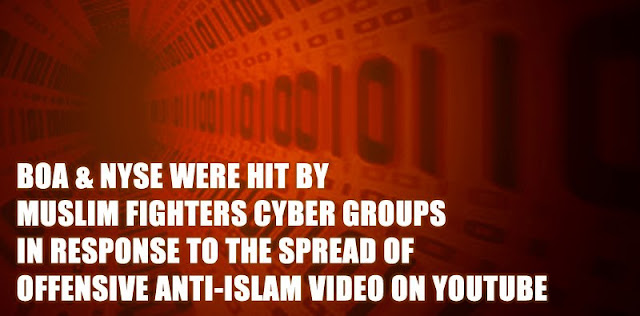 BOA & NYSE WERE HIT BY
MUSLIM FIGHTERS CYBER GROUPS
IN RESPONSE TO THE SPREAD OF
OFFENSIVE ANTI-ISLAM VIDEO ON YOUTUBE